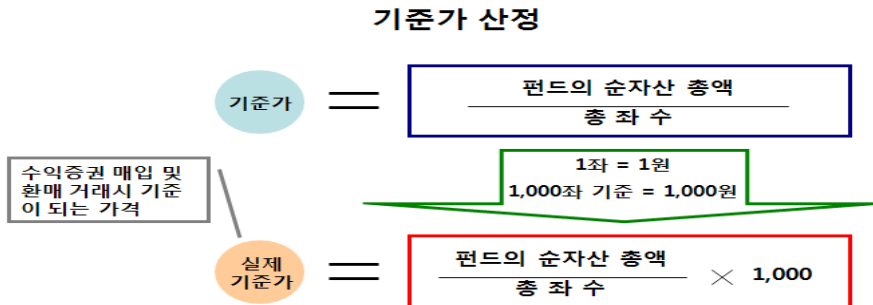 기준가 산정
기준가
펀드의 순자산 총액
총 좌 수
수익증권 매입 및
환매 거래시 기준
이 되는 가격
1좌 = 1원
1,000좌 기준 = 1,000원
실제
기준가
펀드의 순자산 총액
총 좌 수
× 1,000